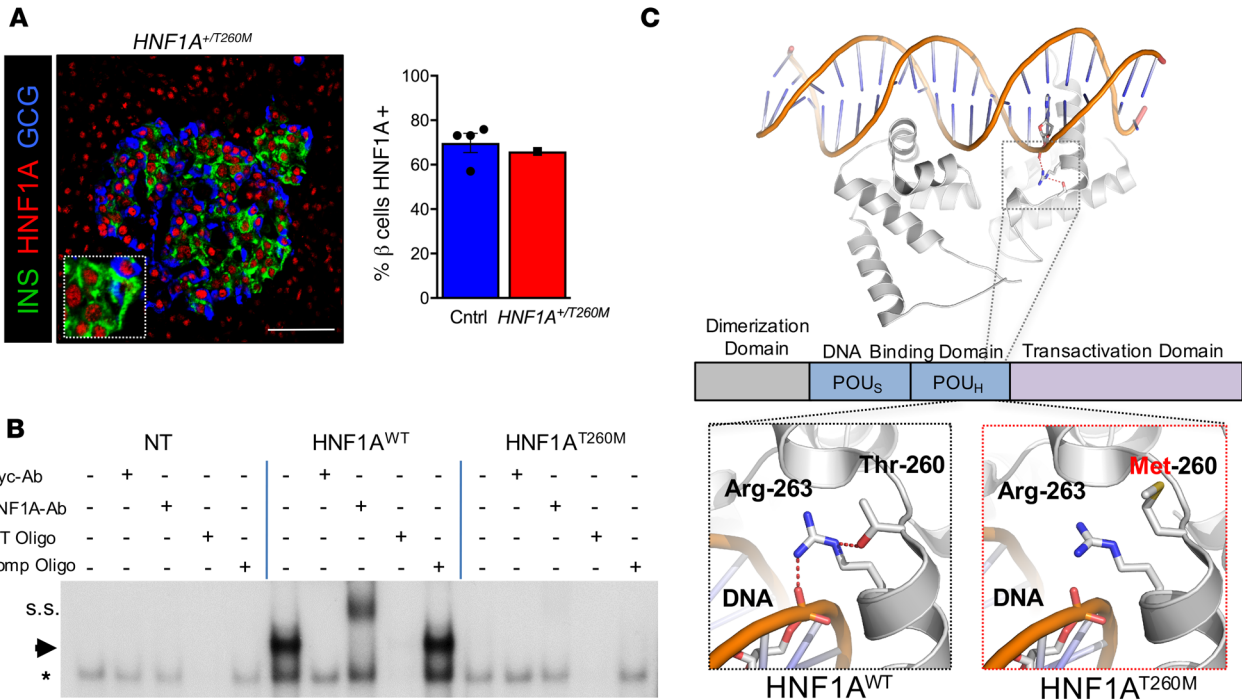 A
HNF1A+/T260M
INS HNF1A GCG
% β cells HNF1A+
100
80
60
40
20
0
Cntrl HNF1A+/T260M
B
NT HNF1AWT HNF1AT260M
yc-Ab - + - - - - + - - - - + - - -
NF1A-Ab - - + - - - - + - - - - + - -
T Oligo - - - + - - - - + - - - - + -
omp Oligo - - - - + - - - - + - - - - +
s.s.
*
C
Dimerization
Domain
DNA Binding Domain
Transactivation Domain
POUS
POUH
Thr-260
Arg-263
DNA
HNF1AWT
Met-260
Arg-263
DNA
HNF1AT260M